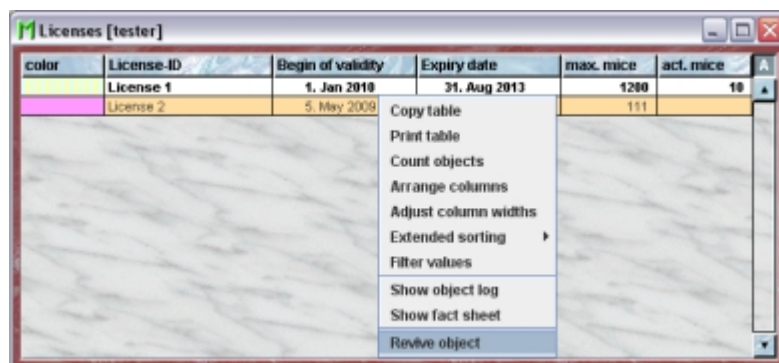 Licenses [tester]
color License-ID Begin of validity Expiry date max. mice act. mice A
License 1 1. Jan 2010 31. Aug 2013 1200 10
License 2 5. May 2009 111
Copy table
Print table
Count objects
Arrange columns
Adjust column widths
Extended sorting
Filter values
Show object log
Show fact sheet
Revive object